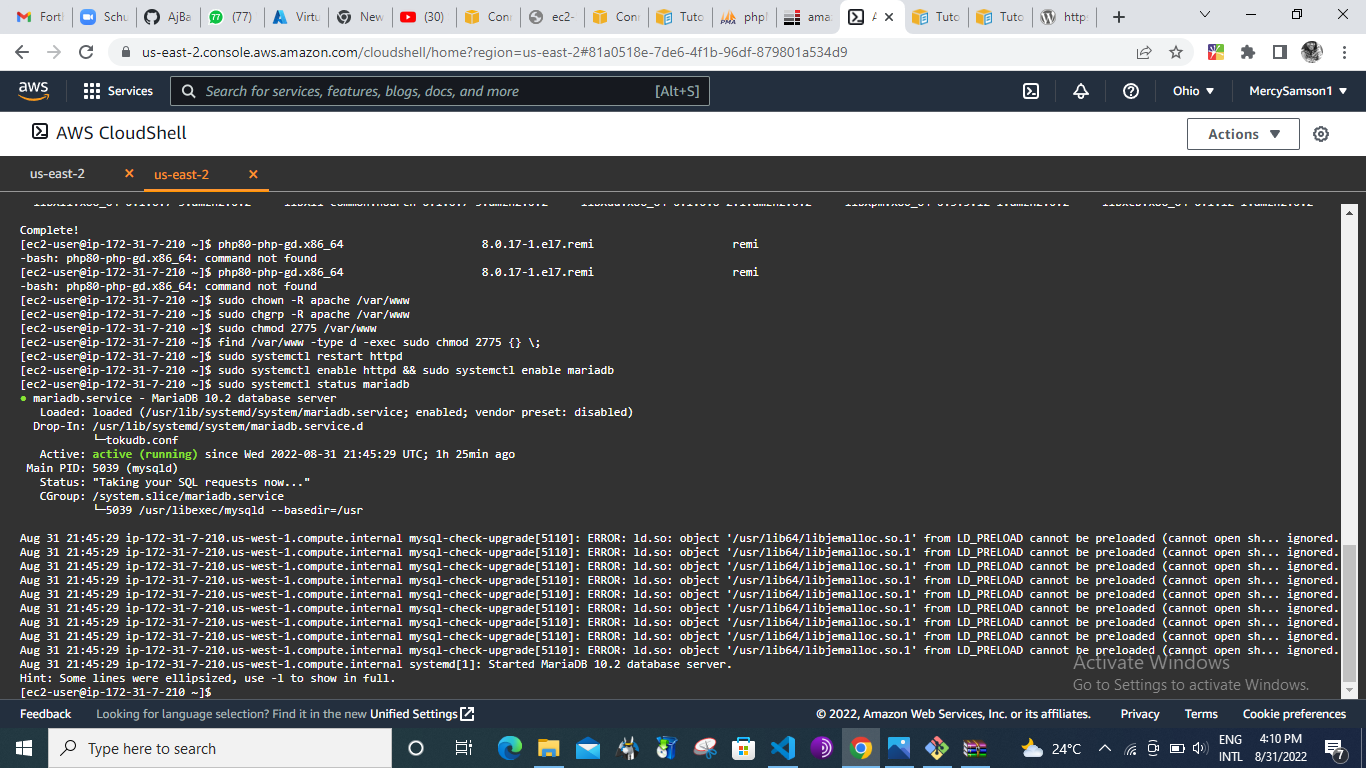 Fort
Schu
AjBa
(77)
Virtu
New
(30)
Conn
ec2-
Conn
Tuto
php
ama
A
Tuto
Tuto
http:
us-east-2.console.aws.amazon.com/cloudshell/home?region=us-east-2#81a0518e-7de6-4f1b-96df-879801a534d9
aws
Services
Search for services, features, blogs, docs, and more [Alt+S]
Ohio
MercySamson1
AWS CloudShell
Actions
us-east-2
us-east-2
Complete!
[ec2-user@ip-172-31-7-210 ~]$ php80-php-gd.x86_64 8.0.17-1.el7.remi remi
-bash: php80-php-gd.x86_64: command not found
[ec2-user@ip-172-31-7-210 ~]$ php80-php-gd.x86_64 8.0.17-1.el7.remi remi
-bash: php80-php-gd.x86_64: command not found
[ec2-user@ip-172-31-7-210 ~]$ sudo chown -R apache /var/www
[ec2-user@ip-172-31-7-210 ~]$ sudo chgrp -R apache /var/www
[ec2-user@ip-172-31-7-210 ~]$ sudo chmod 2775 /var/www
[ec2-user@ip-172-31-7-210 ~]$ find /var/www -type d -exec sudo chmod 2775 {} \;
[ec2-user@ip-172-31-7-210 ~]$ sudo systemctl restart httpd
[ec2-user@ip-172-31-7-210 ~]$ sudo systemctl enable httpd && sudo systemctl enable mariadb
[ec2-user@ip-172-31-7-210 ~]$ sudo systemctl status mariadb
● mariadb.service - MariaDB 10.2 database server
Loaded: loaded (/usr/lib/systemd/system/mariadb.service; enabled; vendor preset: disabled)
Drop-In: /usr/lib/systemd/system/mariadb.service.d
└─tokudb.conf
Active: active (running) since Wed 2022-08-31 21:45:29 UTC; 1h 25min ago
Main PID: 5039 (mysqld)
Status: "Taking your SQL requests now..."
CGroup: /system.slice/mariadb.service
└─5039 /usr/libexec/mysqld --basedir=/usr
Aug 31 21:45:29 ip-172-31-7-210.us-west-1.compute.internal mysql-check-upgrade[5110]: ERROR: ld.so: object '/usr/lib64/libjemalloc.so.1' from LD_PRELOAD cannot be preloaded (cannot open sh... ignored.
Aug 31 21:45:29 ip-172-31-7-210.us-west-1.compute.internal mysql-check-upgrade[5110]: ERROR: ld.so: object '/usr/lib64/libjemalloc.so.1' from LD_PRELOAD cannot be preloaded (cannot open sh... ignored.
Aug 31 21:45:29 ip-172-31-7-210.us-west-1.compute.internal mysql-check-upgrade[5110]: ERROR: ld.so: object '/usr/lib64/libjemalloc.so.1' from LD_PRELOAD cannot be preloaded (cannot open sh... ignored.
Aug 31 21:45:29 ip-172-31-7-210.us-west-1.compute.internal mysql-check-upgrade[5110]: ERROR: ld.so: object '/usr/lib64/libjemalloc.so.1' from LD_PRELOAD cannot be preloaded (cannot open sh... ignored.
Aug 31 21:45:29 ip-172-31-7-210.us-west-1.compute.internal mysql-check-upgrade[5110]: ERROR: ld.so: object '/usr/lib64/libjemalloc.so.1' from LD_PRELOAD cannot be preloaded (cannot open sh... ignored.
Aug 31 21:45:29 ip-172-31-7-210.us-west-1.compute.internal mysql-check-upgrade[5110]: ERROR: ld.so: object '/usr/lib64/libjemalloc.so.1' from LD_PRELOAD cannot be preloaded (cannot open sh... ignored.
Aug 31 21:45:29 ip-172-31-7-210.us-west-1.compute.internal mysql-check-upgrade[5110]: ERROR: ld.so: object '/usr/lib64/libjemalloc.so.1' from LD_PRELOAD cannot be preloaded (cannot open sh... ignored.
Aug 31 21:45:29 ip-172-31-7-210.us-west-1.compute.internal mysql-check-upgrade[5110]: ERROR: ld.so: object '/usr/lib64/libjemalloc.so.1' from LD_PRELOAD cannot be preloaded (cannot open sh... ignored.
Aug 31 21:45:29 ip-172-31-7-210.us-west-1.compute.internal mysql-check-upgrade[5110]: ERROR: ld.so: object '/usr/lib64/libjemalloc.so.1' from LD_PRELOAD cannot be preloaded (cannot open sh... ignored.
Aug 31 21:45:29 ip-172-31-7-210.us-west-1.compute.internal systemd[1]: Started MariaDB 10.2 database server.
Hint: Some lines were ellipsized, use -l to show in full.
[ec2-user@ip-172-31-7-210 ~]$
Activate Windows
Go to Settings to activate Windows.
Feedback
Looking for language selection? Find it in the new Unified Settings
© 2022, Amazon Web Services, Inc. or its affiliates.
Privacy
Terms
Cookie preferences
Type here to search
24°C
ENG
INTL
4:10 PM
8/31/2022
7